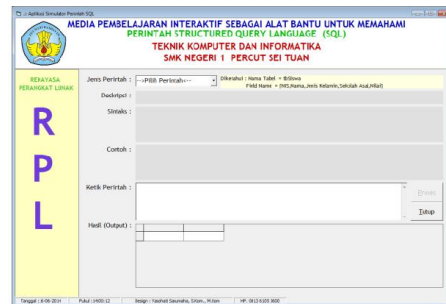 Aplikasi Simulator Perintah SQL
MEDIA PEMBELAJARAN INTERAKTIF SEBAGAI ALAT BANTU UNTUK MEMAHAMI
PERINTAH STRUCTURED QUERY LANGUAGE (SQL)
TEKNIK KOMPUTER DAN INFORMATIKA
SMK NEGERI 1 PERCUT SEI TUAN
REKAYASA
PERANGKAT LUNAK
R
P
L
Jenis Perintah : -->Pilih Perintah<--
Diketahui : Nama Tabel = tbSiswa
Field Name = (NIS,Nama,Jenis Kelamin,Sekolah Asal,Nilai)
Deskripsi :
Sintaks :
Contoh :
Ketik Perintah :
Proses
Tutup
Hasil (Output) :
Tanggal : 8-06-2014
Pukul :
Design :
HP.